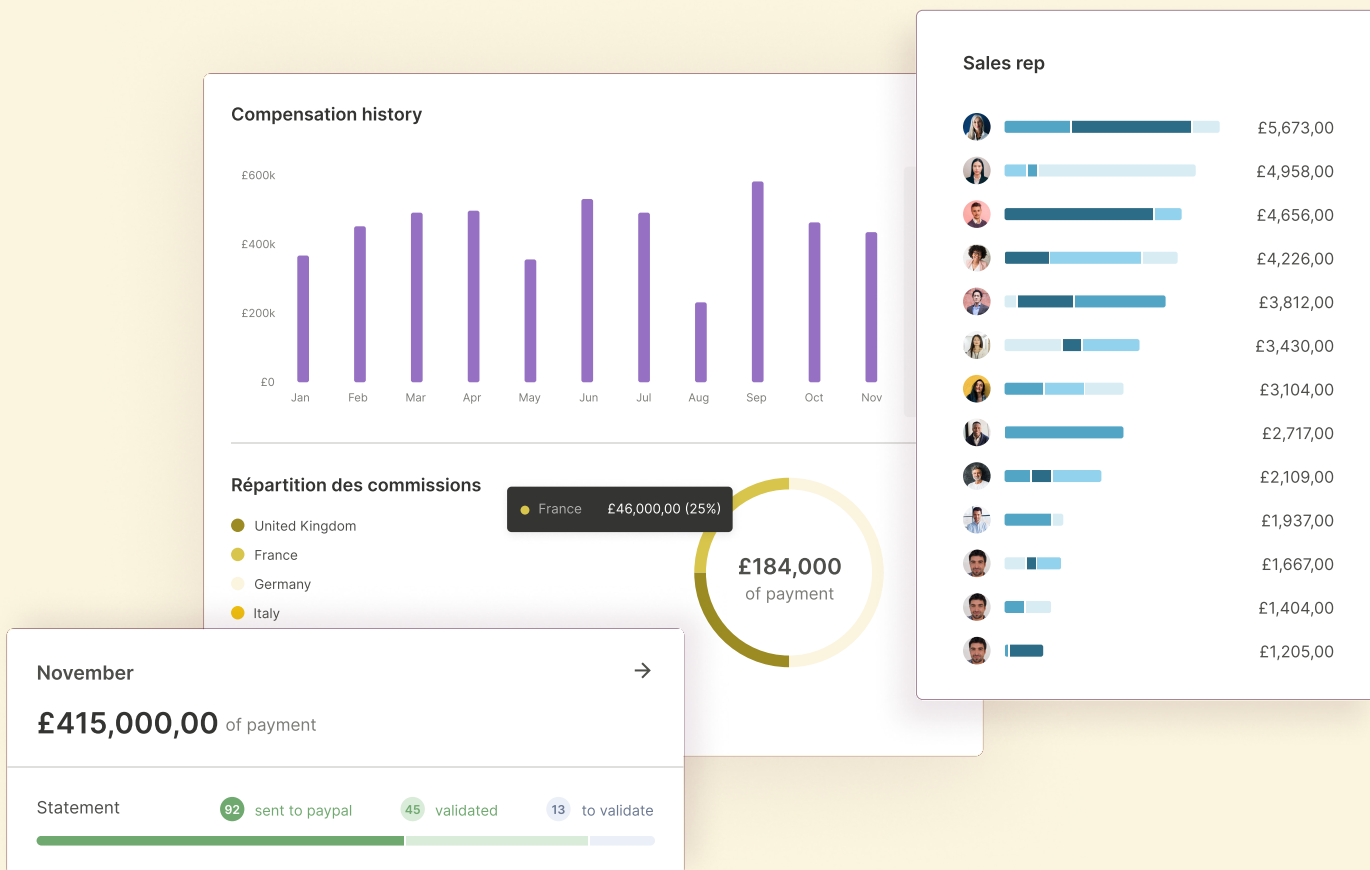 Compensation history
£600k
£400k
£200k
£0
Jan Feb Mar Apr May Jun Jul Aug Sep Oct Nov
Répartition des commissions
United Kingdom
France
Germany
Italy
France £46,000,00 (25%)
£184,000
of payment
Sales rep
£5,673,00
£4,958,00
£4,656,00
£4,226,00
£3,812,00
£3,430,00
£3,104,00
£2,717,00
£2,109,00
£1,937,00
£1,667,00
£1,404,00
£1,205,00
November
£415,000,00 of payment
Statement 92 sent to paypal 45 validated 13 to validate